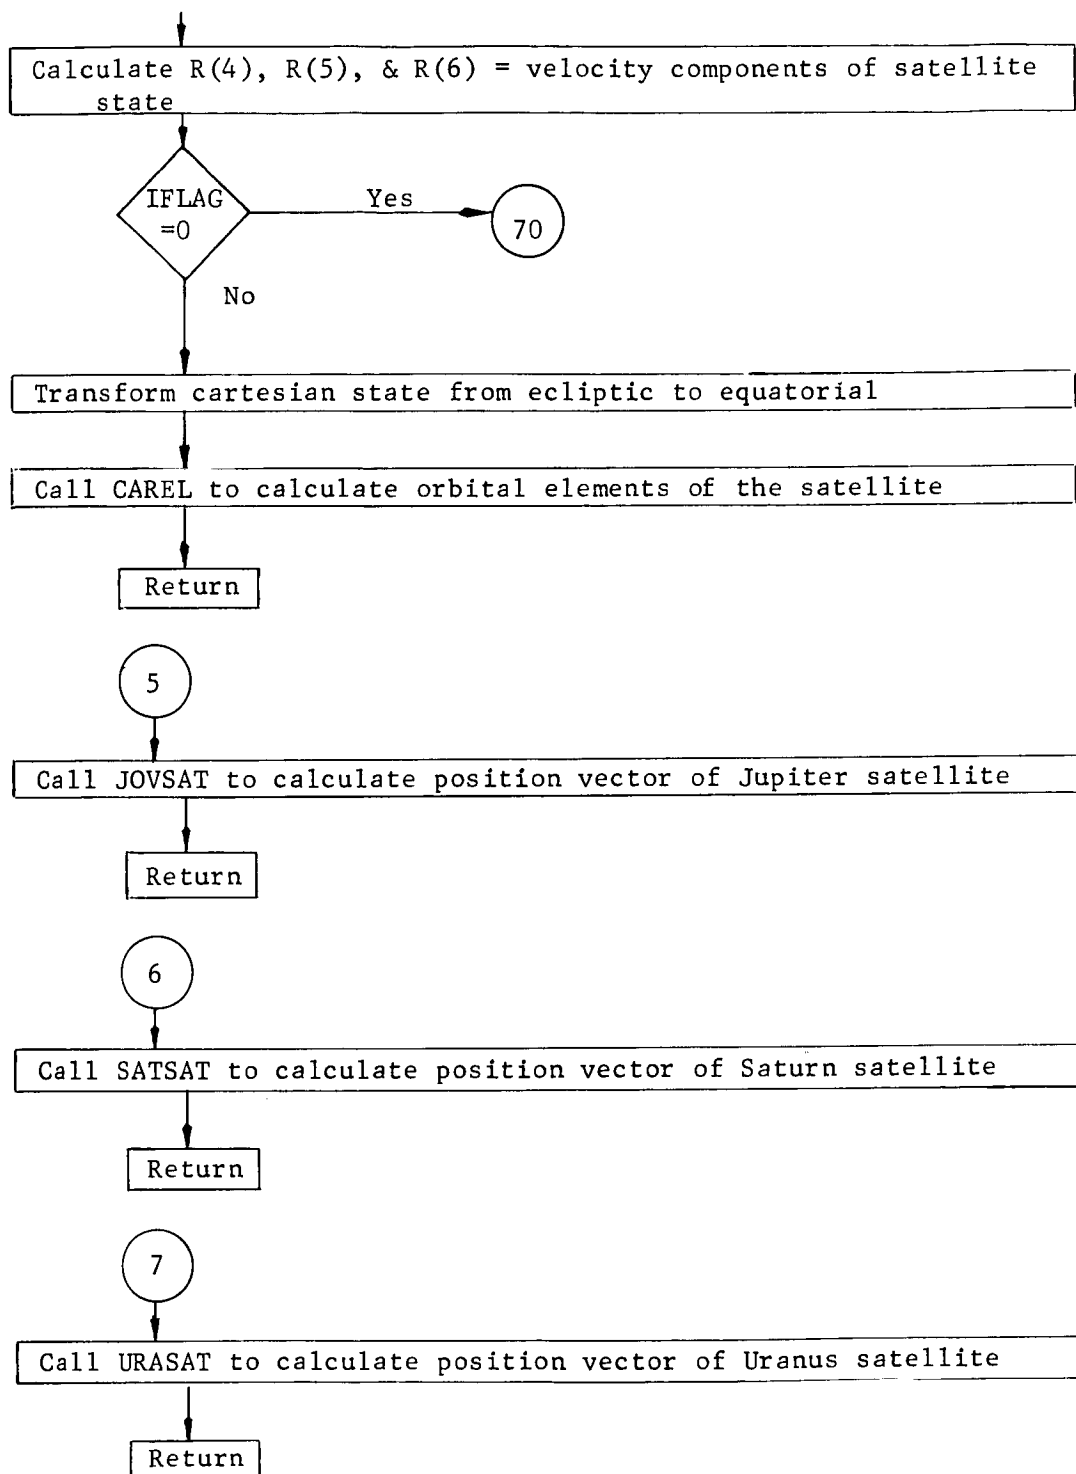 Calculate R(4), R(5), & R(6) = velocity components of satellite
state
IFLAG
=0
Yes
70
No
Transform cartesian state from ecliptic to equatorial
Call CAREL to calculate orbital elements of the satellite
Return
5
Call JOVSAT to calculate position vector of Jupiter satellite
Return
6
Call SATSAT to calculate position vector of Saturn satellite
Return
7
Call URASAT to calculate position vector of Uranus satellite
Return